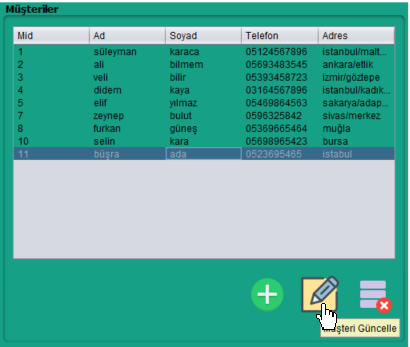 Müşteriler
Mid Ad Soyad Telefon Adres
1 süleyman karaca 05124567896 istanbul/malt...
2 ali bilmem 05693483545 ankara/etlik
3 veli bilir 05393458723 izmir/göztepe
4 didem kaya 03164567896 istanbul/kadık...
5 elif yılmaz 05469864563 sakarya/adap...
7 zeynep bulut 0596325842 sivas/merkez
8 furkan güneş 05369665464 muğla
10 selin kara 05698965423 bursa
11 büşra ada 0523695465 istabul
Müşteri Güncelle